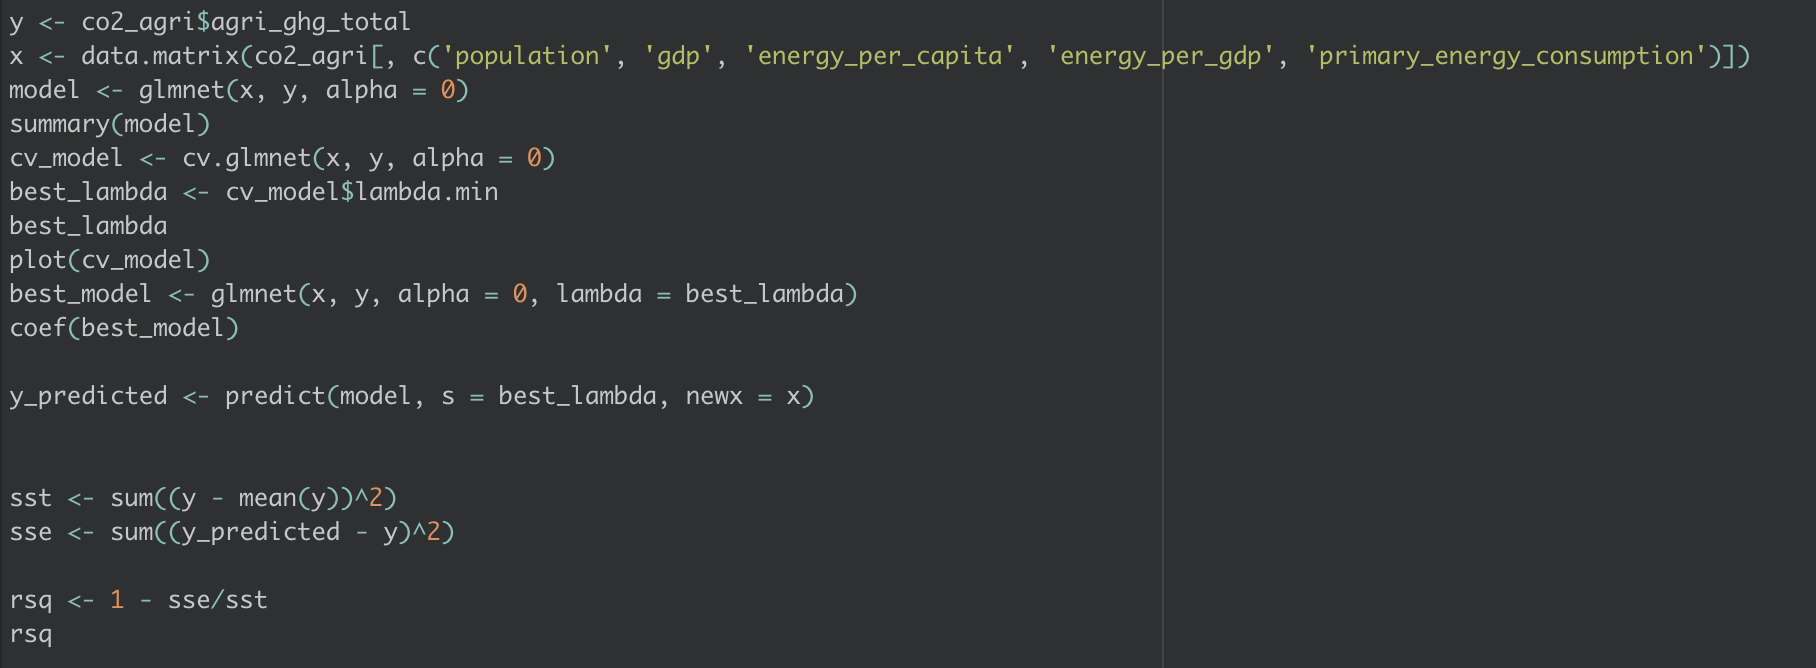 y <- co2_agri$agri_ghg_total
x <- data.matrix(co2_agri[, c('population', 'gdp', 'energy_per_capita', 'energy_per_gdp', 'primary_energy_consumption')])
model <- glmnet(x, y, alpha = 0)
summary(model)
cv_model <- cv.glmnet(x, y, alpha = 0)
best_lambda <- cv_model$lambda.min
best_lambda
plot(cv_model)
best_model <- glmnet(x, y, alpha = 0, lambda = best_lambda)
coef(best_model)
y_predicted <- predict(model, s = best_lambda, newx = x)
sst <- sum((y - mean(y))^2)
sse <- sum((y_predicted - y)^2)
rsq <- 1 - sse/sst
rsq